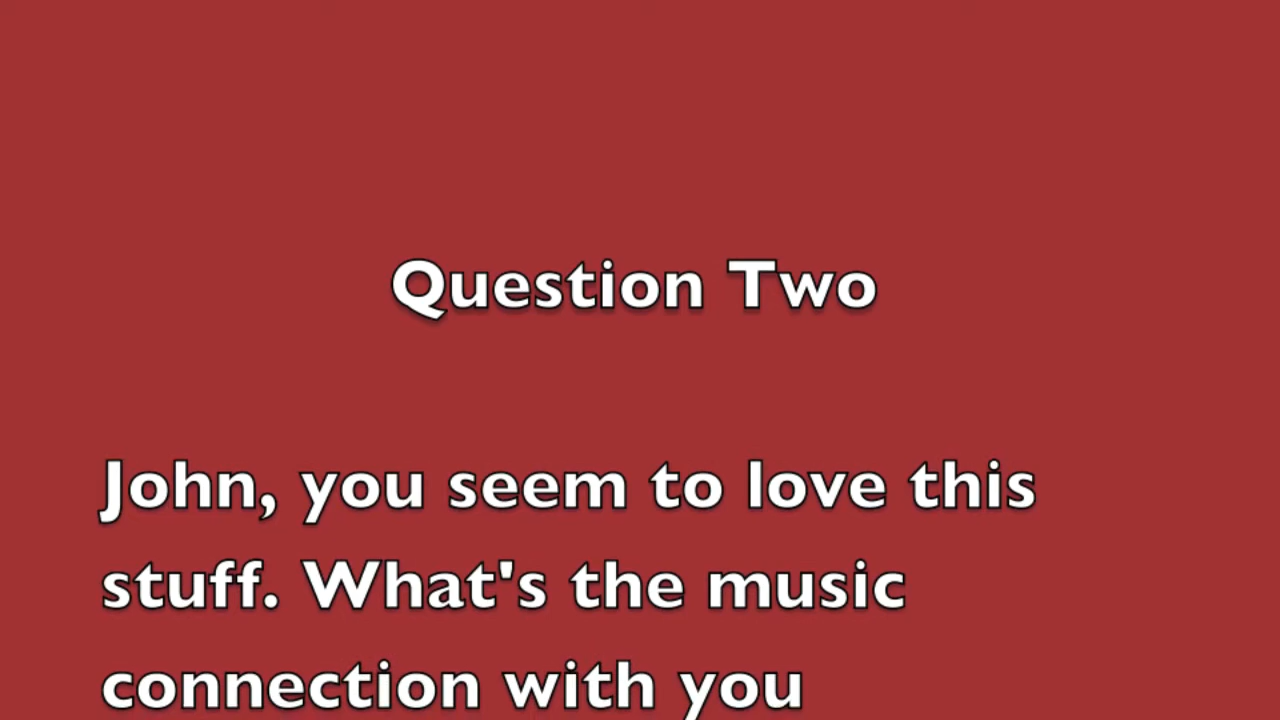 Question Two
John, you seem to love this
stuff. What's the music
connection with you